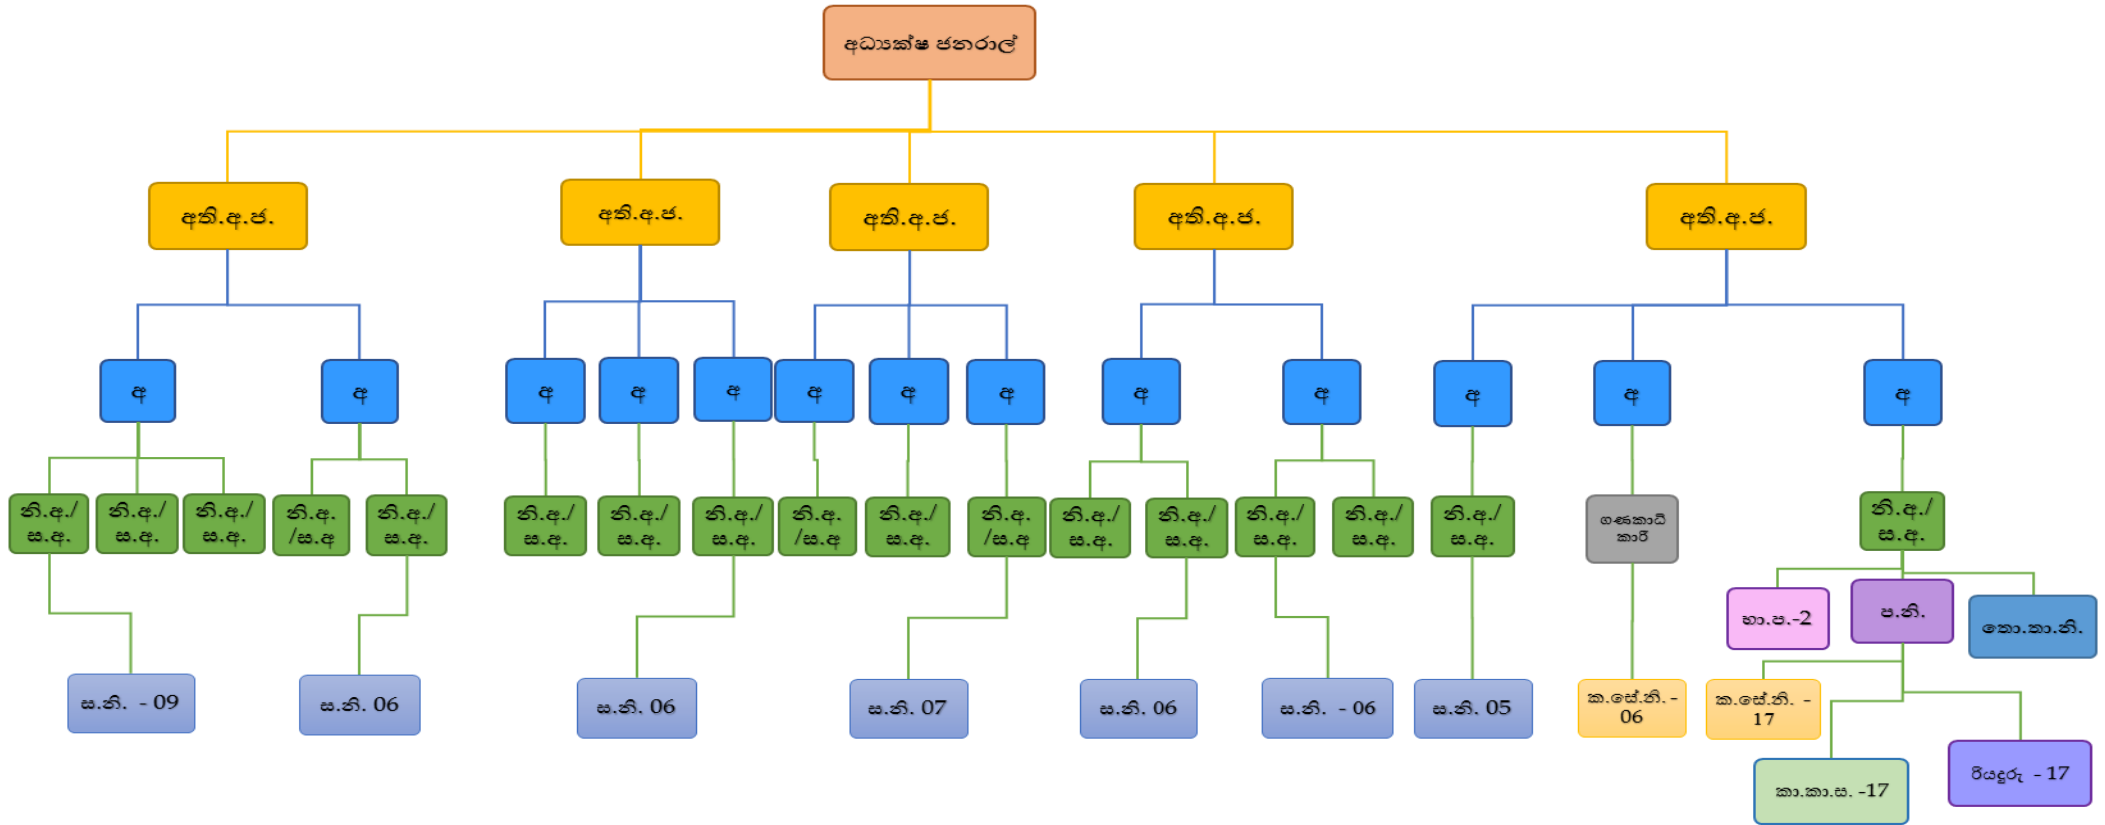 අධ්‍යක්ෂ ජනරාල්
අති.අ.ජ.
අති.අ.ජ.
අති.අ.ජ.
අති.අ.ජ.
අති.අ.ජ.
අ
අ
අ
අ
අ
අ
අ
අ
අ
අ
අ
අ
අ
නි.අ./
ස.අ.
නි.අ./
ස.අ.
නි.අ./
ස.අ.
නි.අ.
/ස.අ
නි.අ./
ස.අ.
නි.අ./
ස.අ.
නි.අ./
ස.අ.
නි.අ./
ස.අ.
නි.අ.
/ස.අ
නි.අ./
ස.අ.
නි.අ.
/ස.අ
නි.අ./
ස.අ.
නි.අ./
ස.අ.
නි.අ./
ස.අ.
නි.අ./
ස.අ.
නි.අ./
ස.අ.
ගණකාධි
කාරී
නි.අ./
ස.අ.
භා.ප.-2
ප.නි.
තො.තා.නි.
ස.නි. - 09
ස.නි. 06
ස.නි. 06
ස.නි. 07
ස.නි. 06
ස.නි. - 06
ස.නි. 05
ක.සේ.නි. -
06
ක.සේ.නි. -
17
කා.කා.ස. -17
රියදුරු - 17